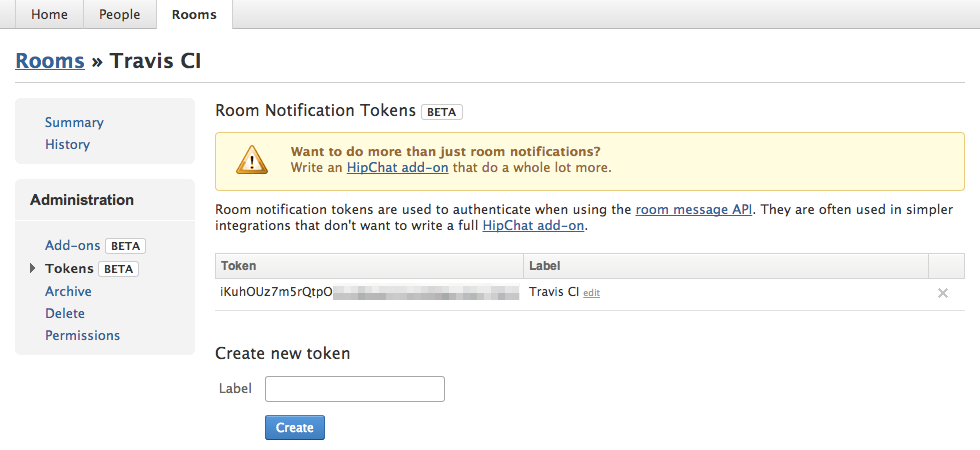 Home People Rooms
Rooms » Travis CI
Summary
History
Administration
Add-ons BETA
Tokens BETA
Archive
Delete
Permissions
Room Notification Tokens BETA
Want to do more than just room notifications?
Write an HipChat add-on that do a whole lot more.
Room notification tokens are used to authenticate when using the room message API. They are often used in simpler
integrations that don't want to write a full HipChat add-on.
Token Label
iKuhOUz7m5rQtpO Travis CI edit
Create new token
Label
Create